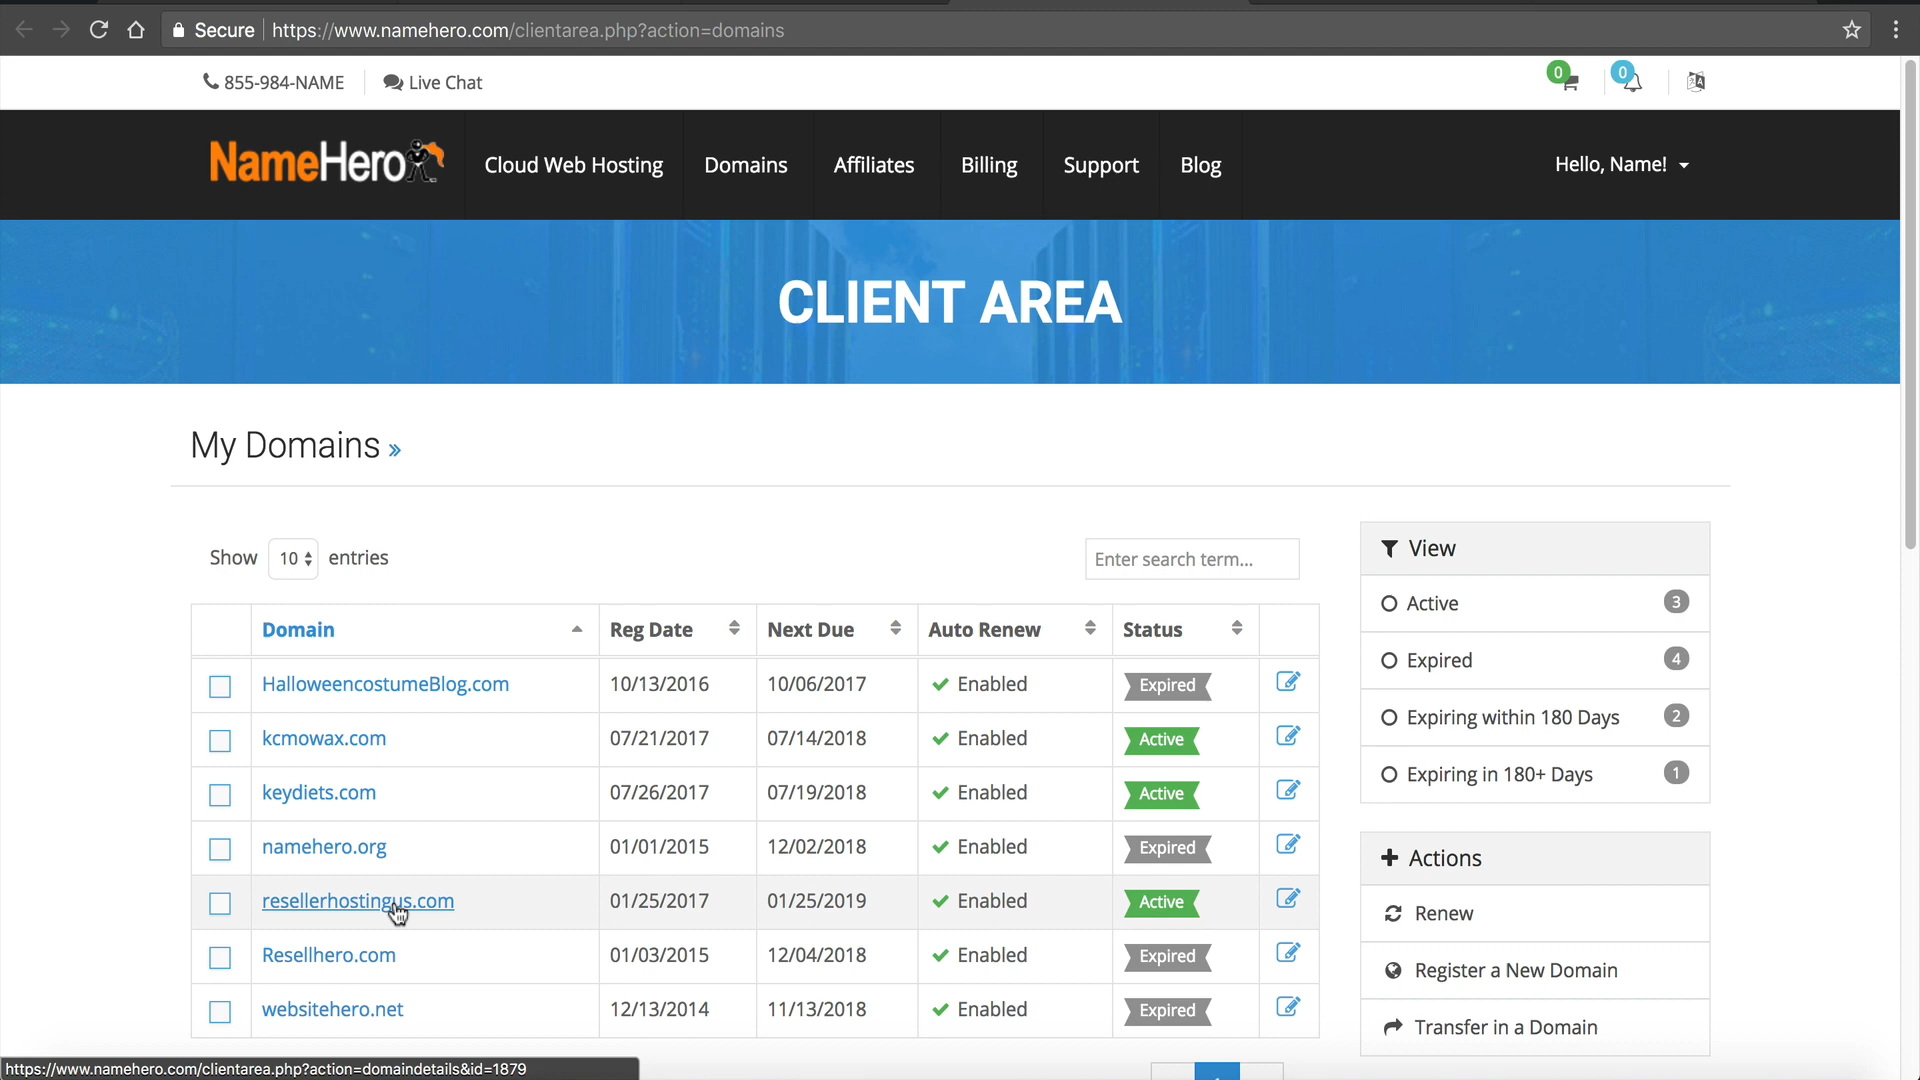 Secure https://www.namehero.com/clientarea.php?action=domains
855-984-NAME Live Chat 0 0
NameHero Cloud Web Hosting Domains Affiliates Billing Support Blog Hello, Name!
CLIENT AREA
My Domains »
Show 10 entries Enter search term...
Domain Reg Date Next Due Auto Renew Status
HalloweencostumeBlog.com 10/13/2016 10/06/2017 Enabled Expired
kcmowax.com 07/21/2017 07/14/2018 Enabled Active
keydiets.com 07/26/2017 07/19/2018 Enabled Active
namehero.org 01/01/2015 12/02/2018 Enabled Expired
resellerhostingus.com 01/25/2017 01/25/2019 Enabled Active
Resellhero.com 01/03/2015 12/04/2018 Enabled Expired
websitehero.net 12/13/2014 11/13/2018 Enabled Expired
View
Active 3
Expired 4
Expiring within 180 Days 2
Expiring in 180+ Days 1
Actions
Renew
Register a New Domain
Transfer in a Domain
https://www.namehero.com/clientarea.php?action=domaindetails&id=1879